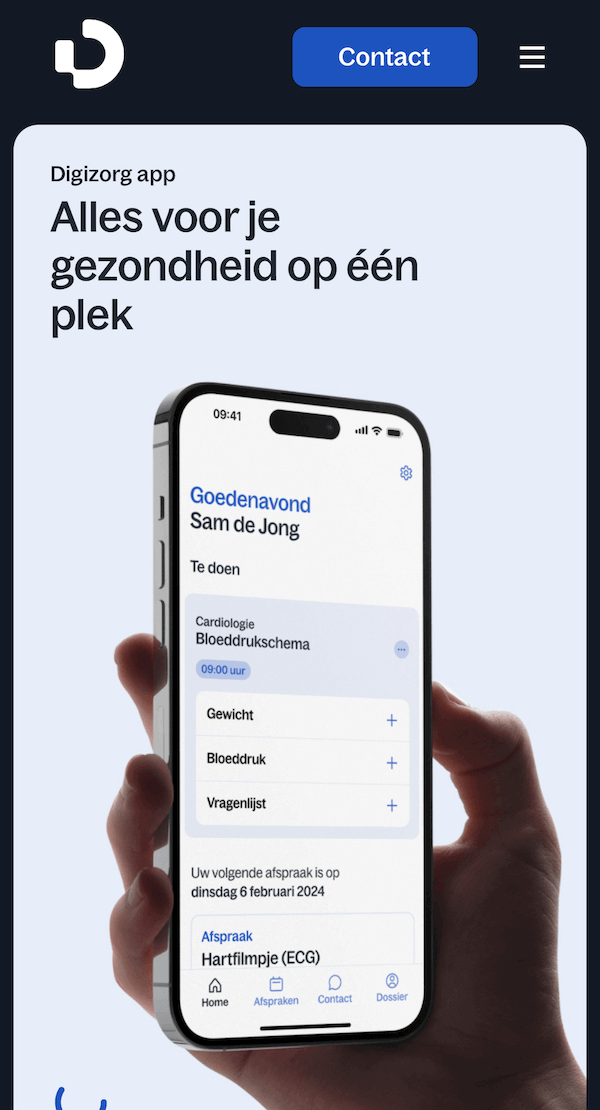 Contact
Digizorg app
Alles voor je
gezondheid op één
plek
09:41
Goedenavond
Sam de Jong
Te doen
Cardiologie
Bloeddrukschema
09:00 uur
Gewicht
Bloeddruk
Vragenlijst
Uw volgende afspraak is op
dinsdag 6 februari 2024
Afspraak
Hartfilmpje (ECG)
Home
Afspraken
Contact
Dossier